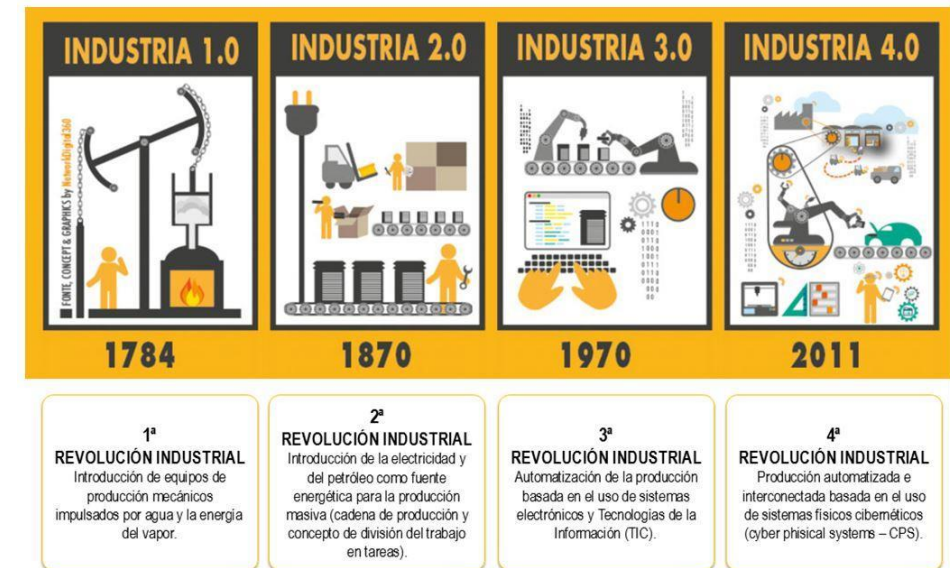 INDUSTRIA 1.0
INDUSTRIA 2.0
INDUSTRIA 3.0
INDUSTRIA 4.0
FONTE, CONCEPT & GRAPHICS by NetworkDigital360
1784
1870
1970
2011
1ª
REVOLUCIÓN INDUSTRIAL
Introducción de equipos de
producción mecánicos
impulsados por agua y la energía
del vapor.
2ª
REVOLUCIÓN INDUSTRIAL
Introducción de la electricidad y
del petróleo como fuente
energética para la producción
masiva (cadena de producción y
concepto de división del trabajo
en tareas).
3ª
REVOLUCIÓN INDUSTRIAL
Automatización de la producción
basada en el uso de sistemas
electrónicos y Tecnologías de la
Información (TIC).
4ª
REVOLUCIÓN INDUSTRIAL
Producción automatizada e
interconectada basada en el uso
de sistemas físicos cibernéticos
(cyber phisical systems – CPS).